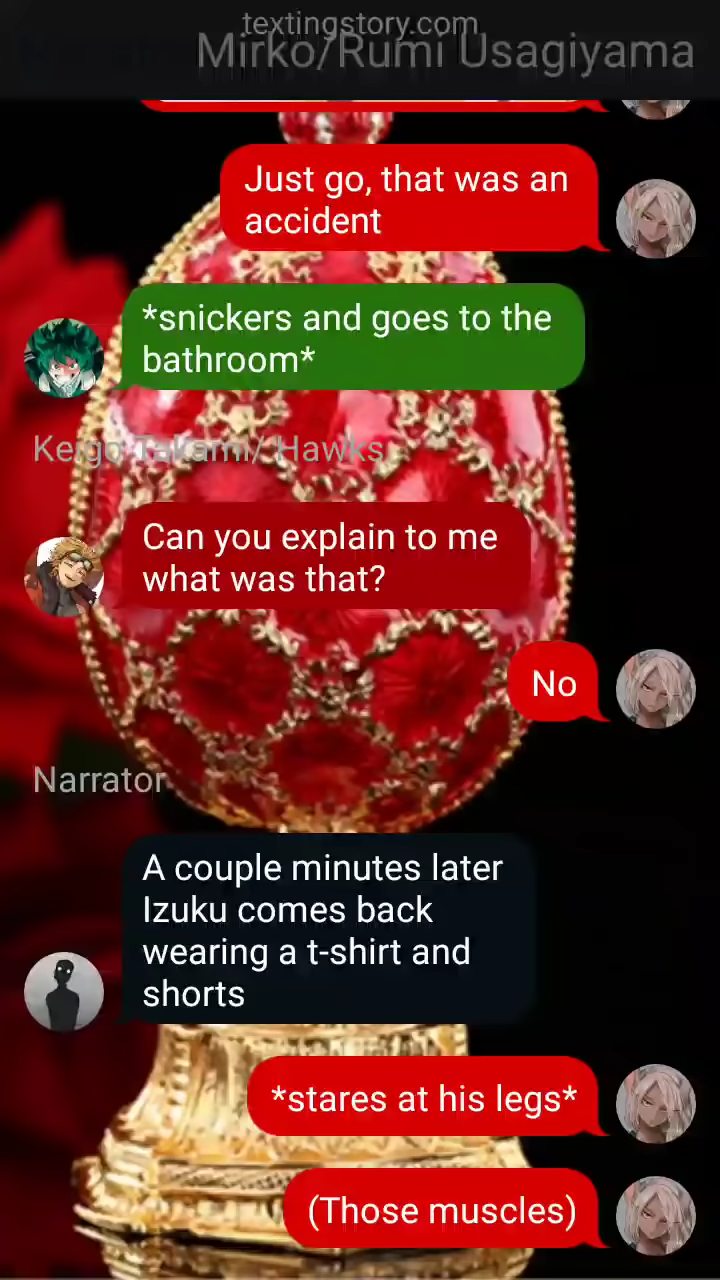 textingstory.com
Mirko/Rumi Usagiyama
Just go, that was an
accident
*snickers and goes to the
bathroom*
Keigo Takami/ Hawks
Can you explain to me
what was that?
No
Narrator
A couple minutes later
Izuku comes back
wearing a t-shirt and
shorts
*stares at his legs*
(Those muscles)